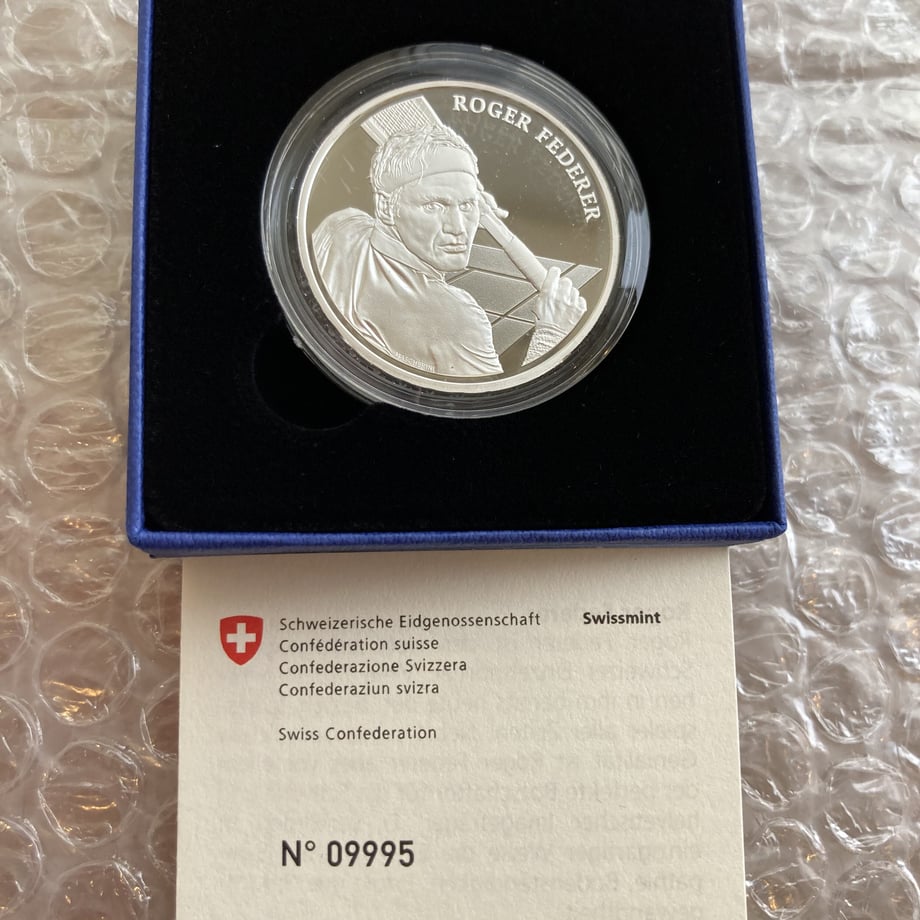 ROGER FEDERER
Schweizerische Eidgenossenschaft
Confédération suisse
Confederazione Svizzera
Confederaziun svizra
Swiss Confederation
Swissmint
N° 09995